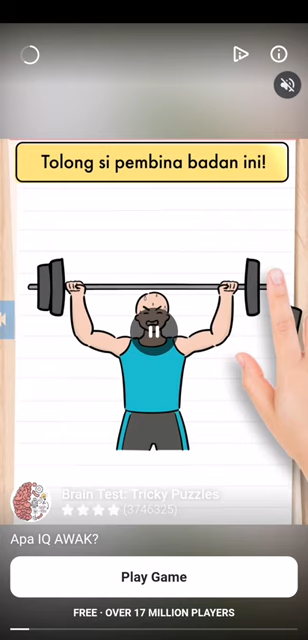 Tolong si pembina badan ini!
Brain Test: Tricky Puzzles
(3746325)
Apa IQ AWAK?
Play Game
FREE · OVER 17 MILLION PLAYERS